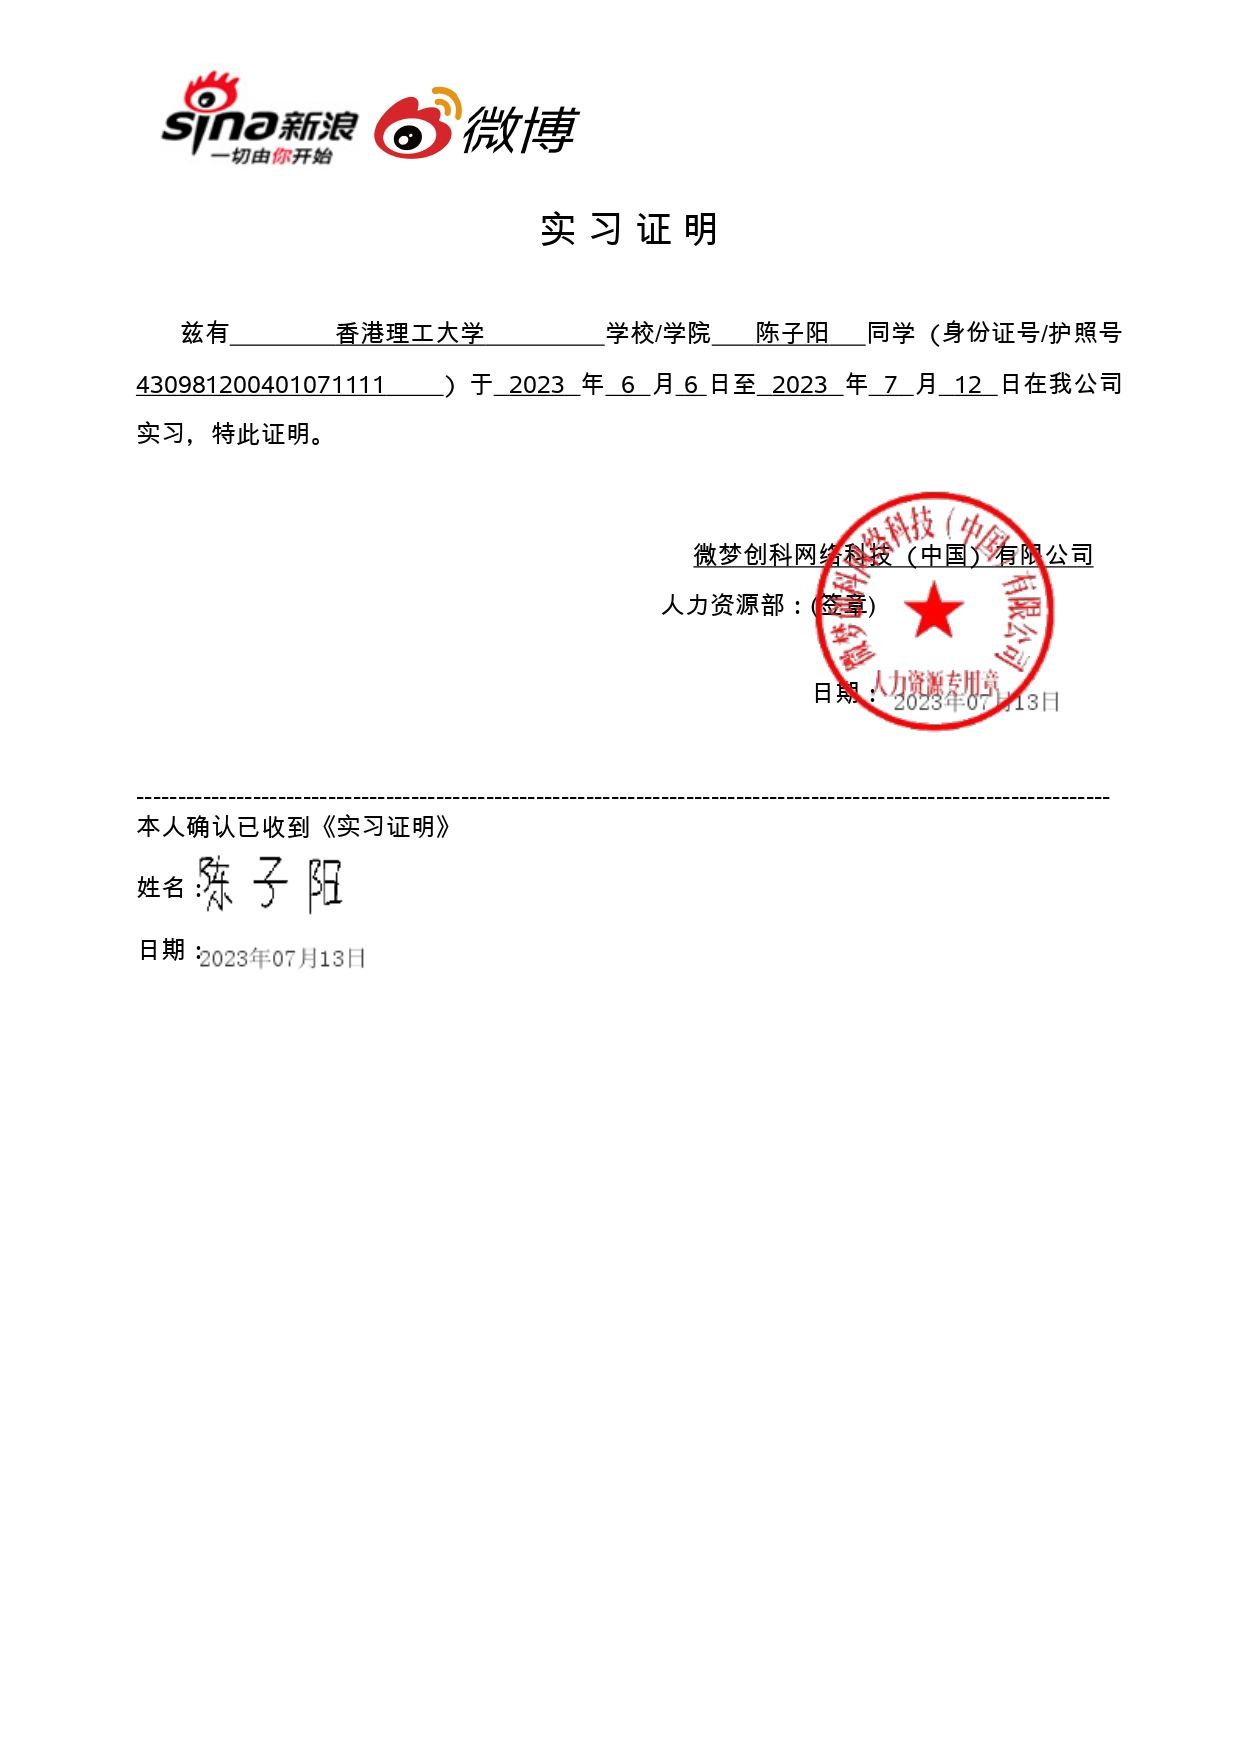 sina新浪
一切由你开始
微博
实习证明
兹有 香港理工大学 学校/学院 陈子阳 同学（身份证号/护照号
430981200401071111 ）于 2023 年 6 月 6 日至 2023 年 7 月 12 日在我公司
实习，特此证明。
微梦创科网络科技（中国）有限公司
人力资源部：(签章)
微梦创科网络科技（中国）有限公司
人力资源专用章
日期：2023年07月13日
本人确认已收到《实习证明》
姓名：陈子阳
日期：2023年07月13日